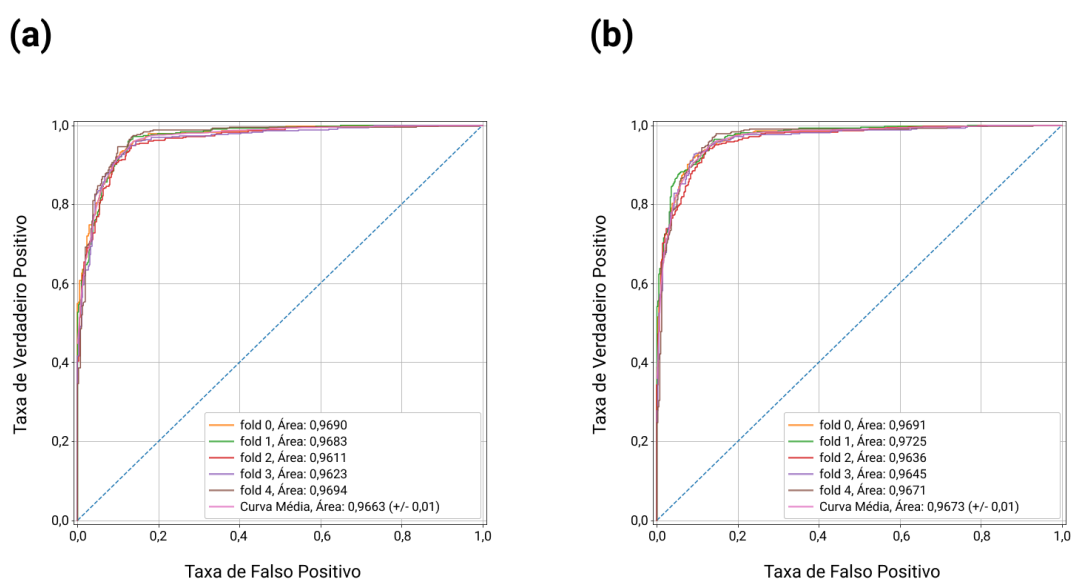 (a)
1,0
0,8
0,6
0,4
0,2
0,0
Taxa de Verdadeiro Positivo
fold 0, Área: 0,9690
fold 1, Área: 0,9683
fold 2, Área: 0,9611
fold 3, Área: 0,9623
fold 4, Área: 0,9694
Curva Média, Área: 0,9663 (+/- 0,01)
0,0 0,2 0,4 0,6 0,8 1,0
Taxa de Falso Positivo
(b)
1,0
0,8
0,6
0,4
0,2
0,0
Taxa de Verdadeiro Positivo
fold 0, Área: 0,9691
fold 1, Área: 0,9725
fold 2, Área: 0,9636
fold 3, Área: 0,9645
fold 4, Área: 0,9671
Curva Média, Área: 0,9673 (+/- 0,01)
0,0 0,2 0,4 0,6 0,8 1,0
Taxa de Falso Positivo